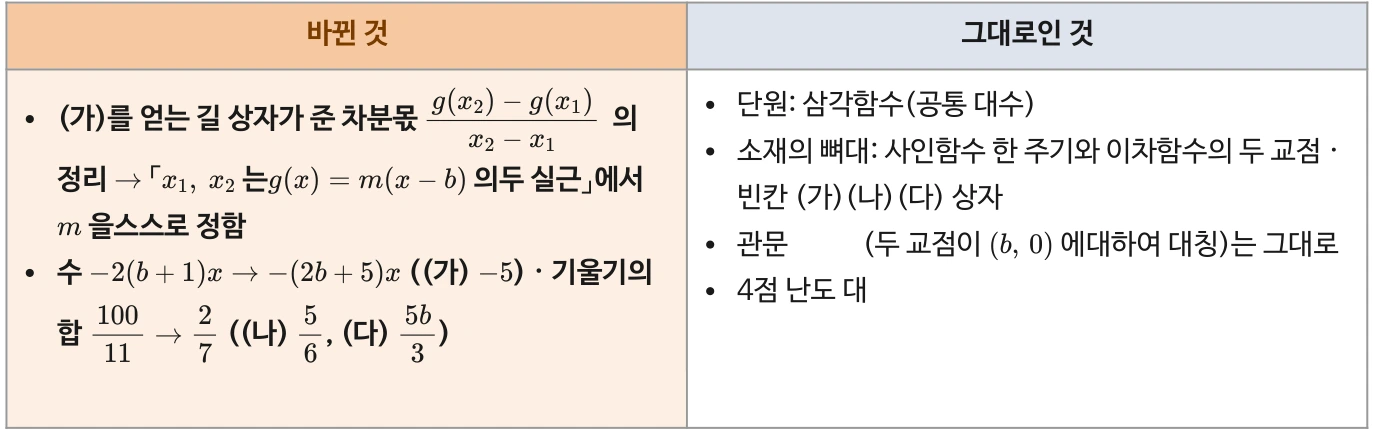 바뀐 것
(가)를 얻는 길 상자가 준 차분몫 \frac{g(x_2) - g(x_1)}{x_2 - x_1} 의
정리 → 「x_1, x_2 는g(x) = m(x - b) 의두 실근」에서
m 을스스로 정함
수 -2(b + 1)x → -(2b + 5)x ((가) -5) · 기울기의
합 \frac{100}{11} → \frac{2}{7} ((나) \frac{5}{6}, (다) \frac{5b}{3})
그대로인 것
단원: 삼각함수(공통 대수)
소재의 뼈대: 사인함수 한 주기와 이차함수의 두 교점 ·
빈칸 (가)(나)(다) 상자
관문 (두 교점이 (b, 0) 에대하여 대칭)는 그대로
4점 난도 대